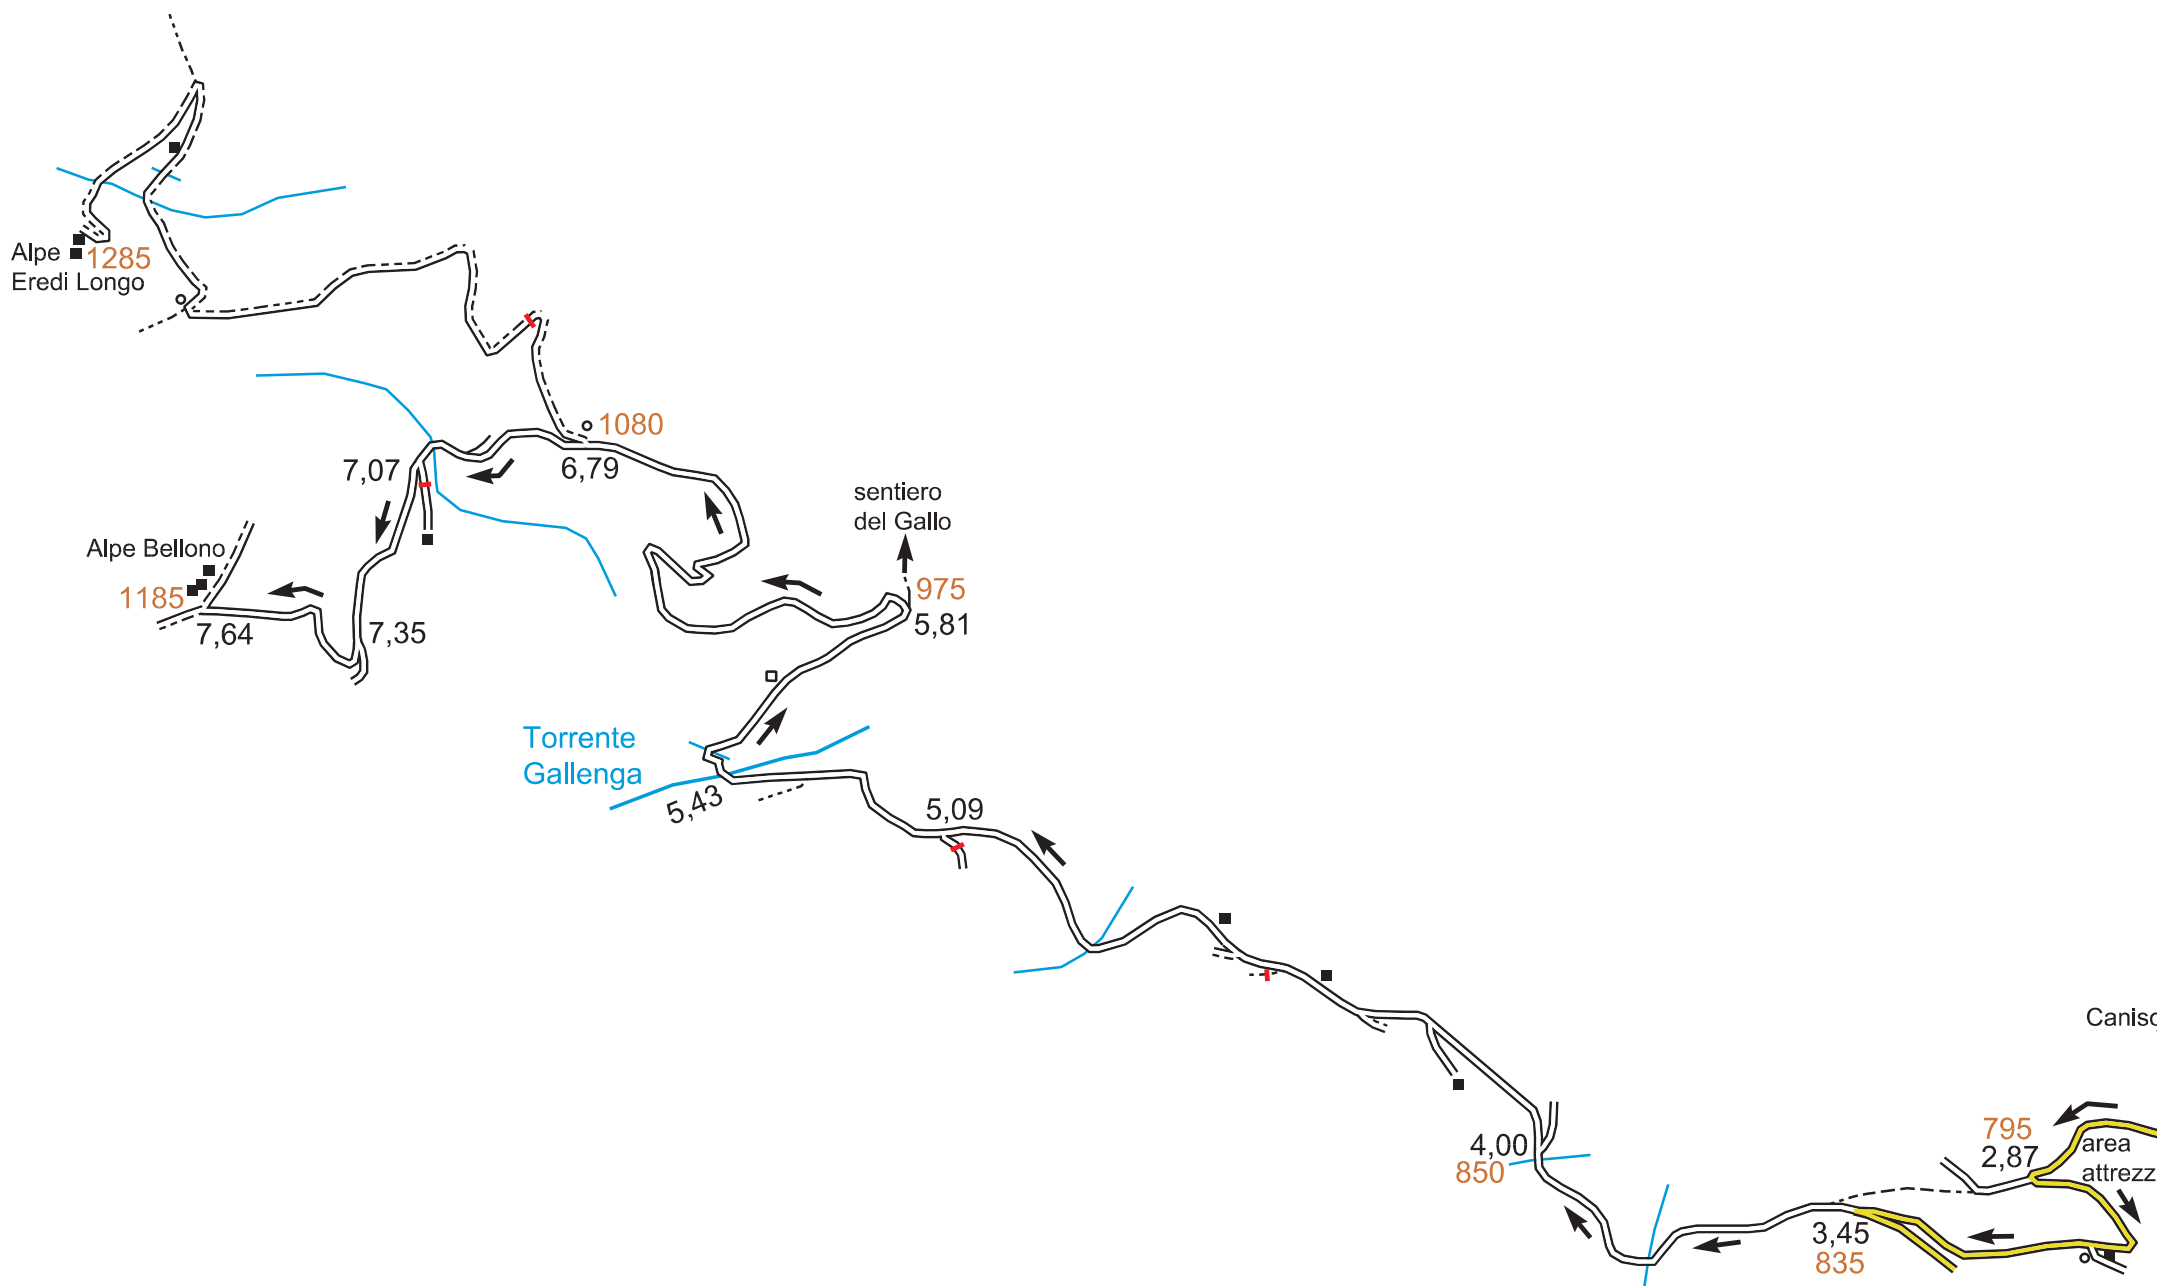 Alpe
Eredi Longo
1285
1080
6,79
7,07
sentiero
del Gallo
Alpe Bellono
1185
7,64
7,35
975
5,81
Torrente
Gallenga
5,43
5,09
4,00
850
795
2,87
area
attrezz
3,45
835